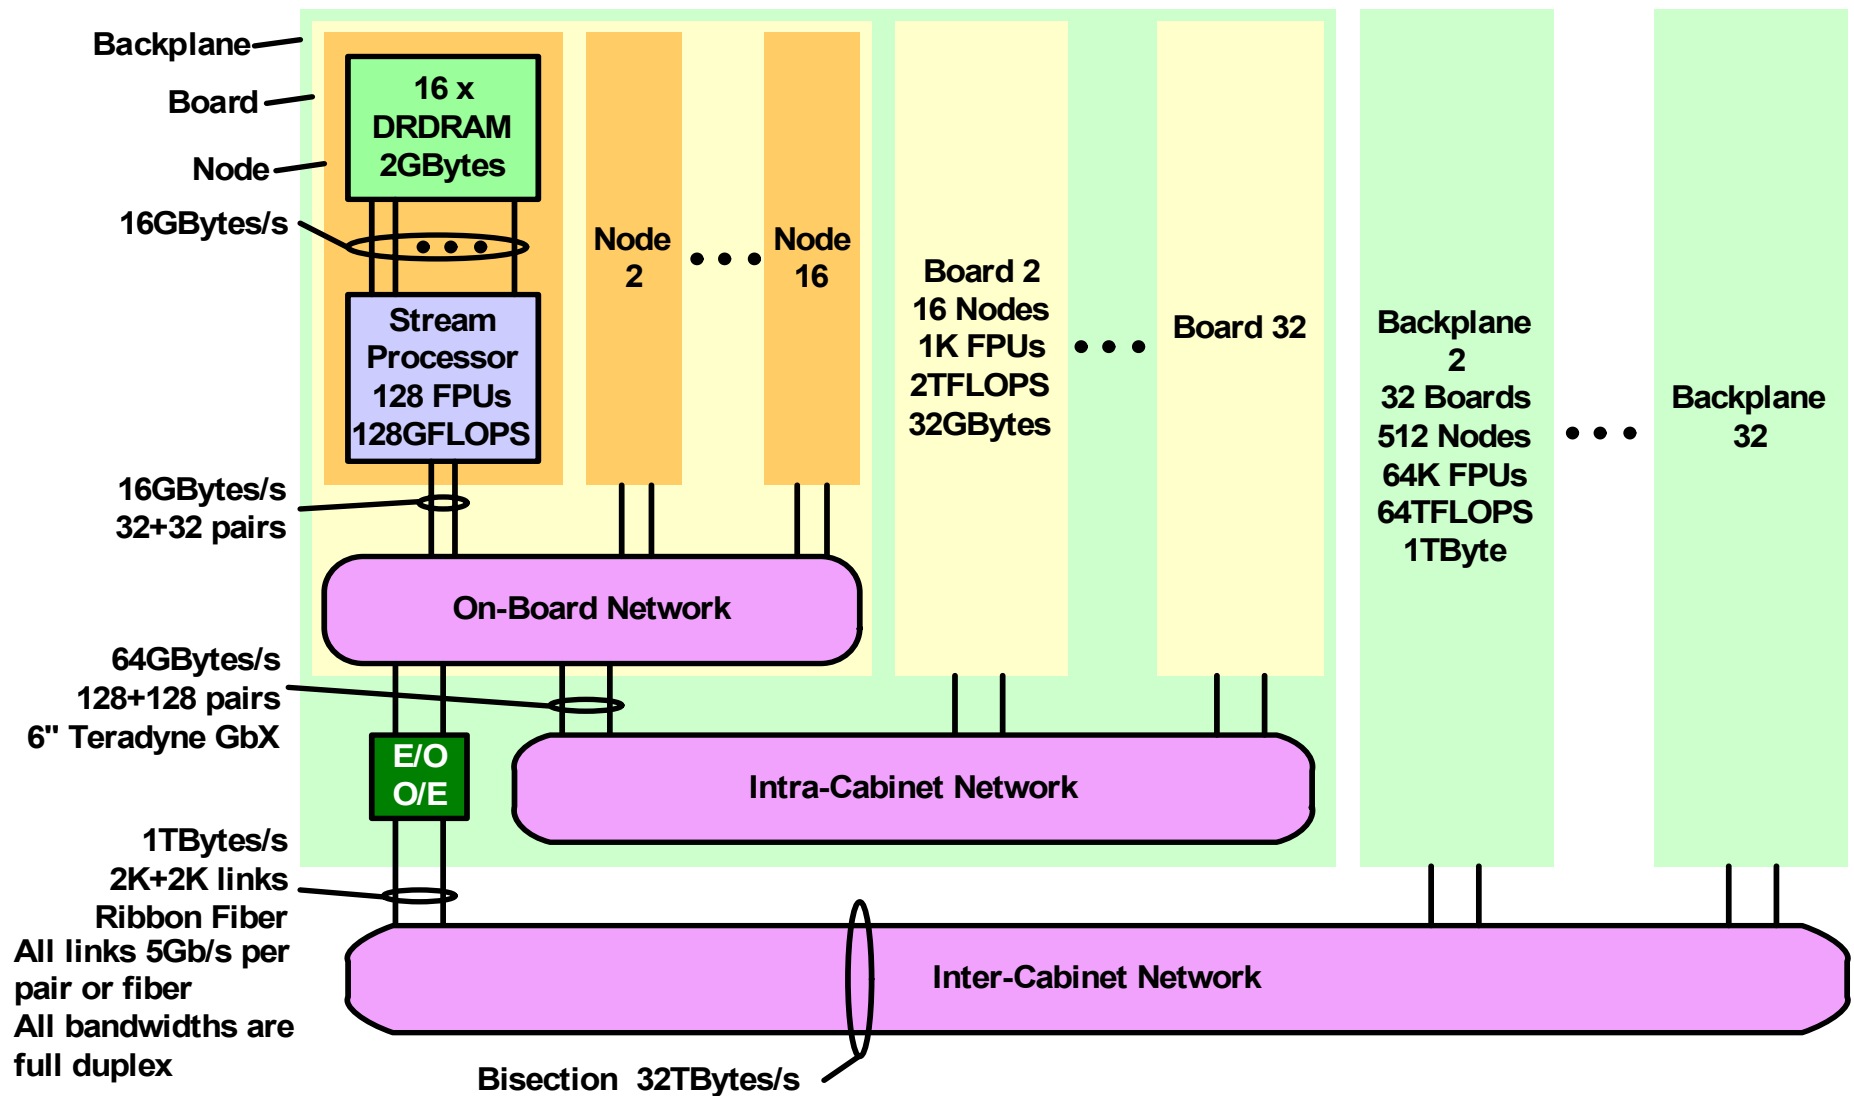 Backplane
Board
Node
16GBytes/s
16 x
DRDRAM
2GBytes
Stream
Processor
128 FPUs
128GFLOPS
Node
2
Node
16
Board 2
16 Nodes
1K FPUs
2TFLOPS
32GBytes
Board 32
Backplane
2
32 Boards
512 Nodes
64K FPUs
64TFLOPS
1TByte
Backplane
32
16GBytes/s
32+32 pairs
On-Board Network
64GBytes/s
128+128 pairs
6" Teradyne GbX
E/O
O/E
Intra-Cabinet Network
1TBytes/s
2K+2K links
Ribbon Fiber
All links 5Gb/s per
pair or fiber
All bandwidths are
full duplex
Inter-Cabinet Network
Bisection 32TBytes/s